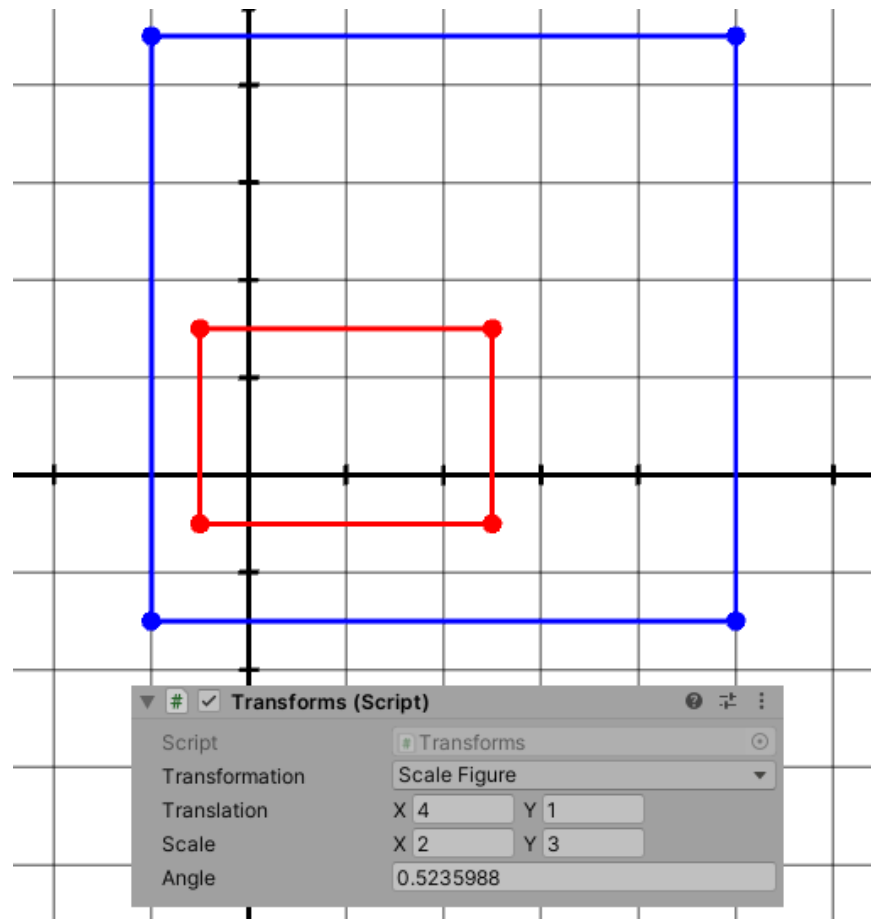 Transforms (Script)
Script Transforms
Transformation Scale Figure
Translation X 4 Y 1
Scale X 2 Y 3
Angle 0.5235988